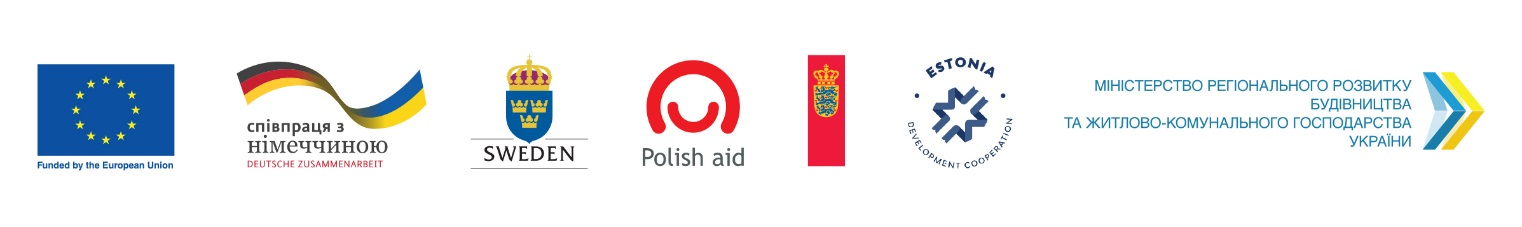 Funded by the European Union
співпраця з
німеччиною
DEUTSCHE ZUSAMMENARBEIT
SWEDEN
Polish aid
ESTONIA
DEVELOPMENT COOPERATION
МІНІСТЕРСТВО РЕГІОНАЛЬНОГО РОЗВИТКУ
БУДІВНИЦТВА
ТА ЖИТЛОВО-КОМУНАЛЬНОГО ГОСПОДАРСТВА
УКРАЇНИ